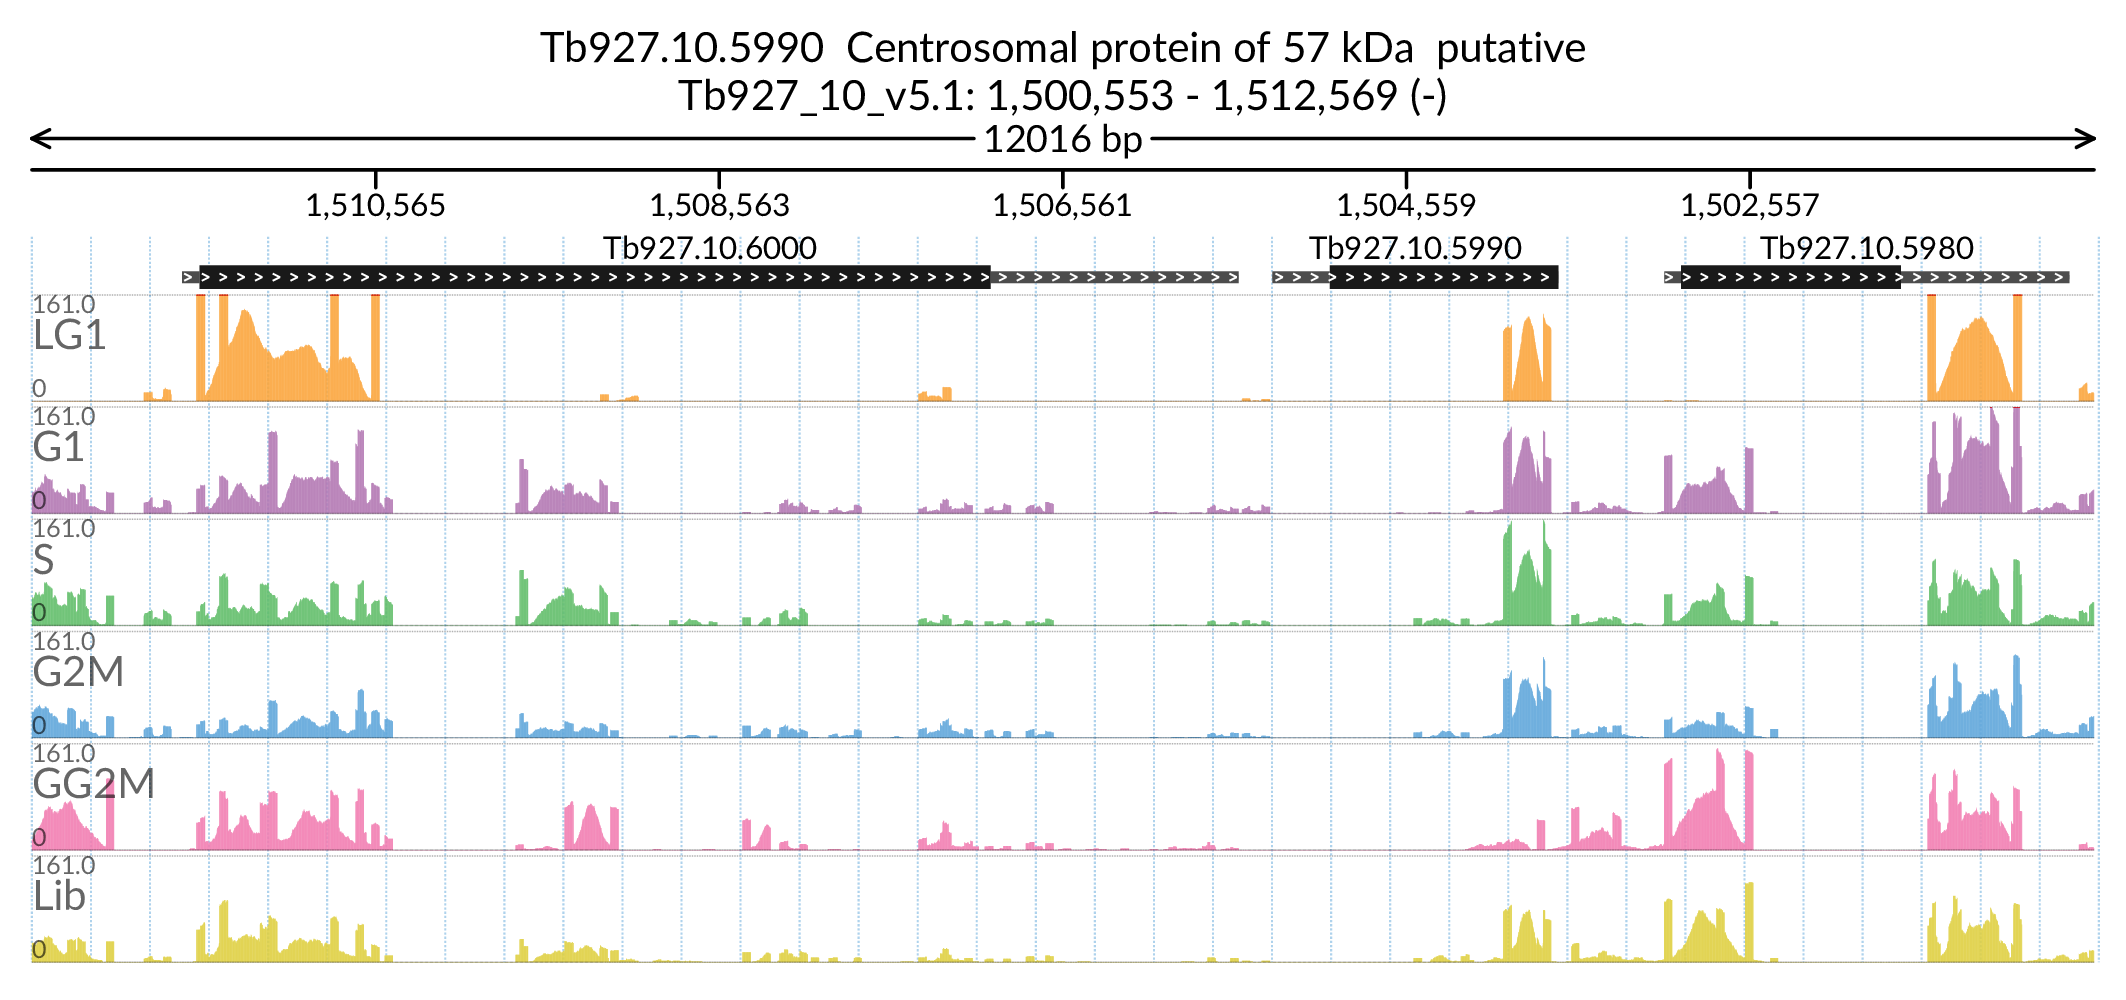 Tb927.10.5990  Centrosomal protein of 57 kDa  putative
Tb927_10_v5.1: 1,500,553 - 1,512,569 (-)
12016 bp
1,510,565 1,508,563 1,506,561 1,504,559 1,502,557
Tb927.10.6000 Tb927.10.5990 Tb927.10.5980
161.0
LG1
0
161.0
G1
0
161.0
S
0
161.0
G2M
0
161.0
GG2M
0
161.0
Lib
0